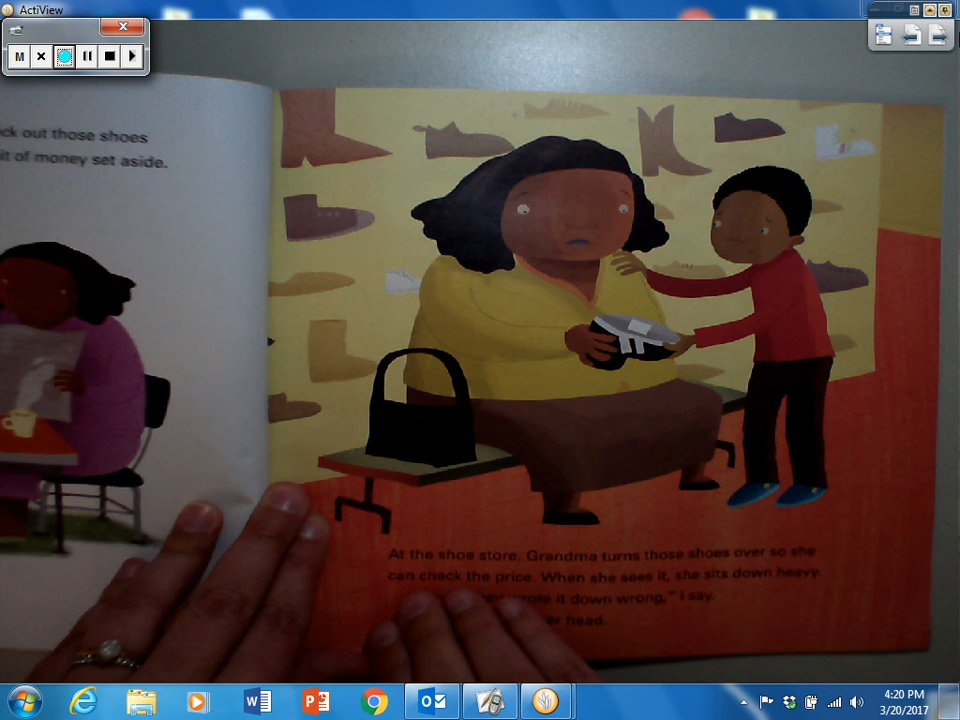 ActiView
M
ck out those shoes
it of money set aside.
At the shoe store, Grandma turns those shoes over so she
can check the price. When she sees it, she sits down heavy.
wrote it down wrong," I say.
er head.
4:20 PM
3/20/2017